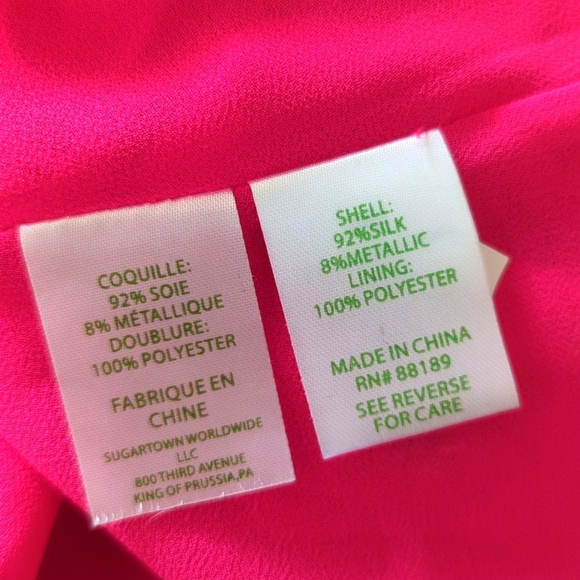 COQUILLE:
92% SOIE
8% MÉTALLIQUE
DOUBLURE:
100% POLYESTER
FABRIQUE EN
CHINE
SUGARTOWN WORLDWIDE
LLC
800 THIRD AVENUE
KING OF PRUSSIA,PA
SHELL:
92%SILK
8%METALLIC
LINING:
100% POLYESTER
MADE IN CHINA
RN# 88189
SEE REVERSE
FOR CARE